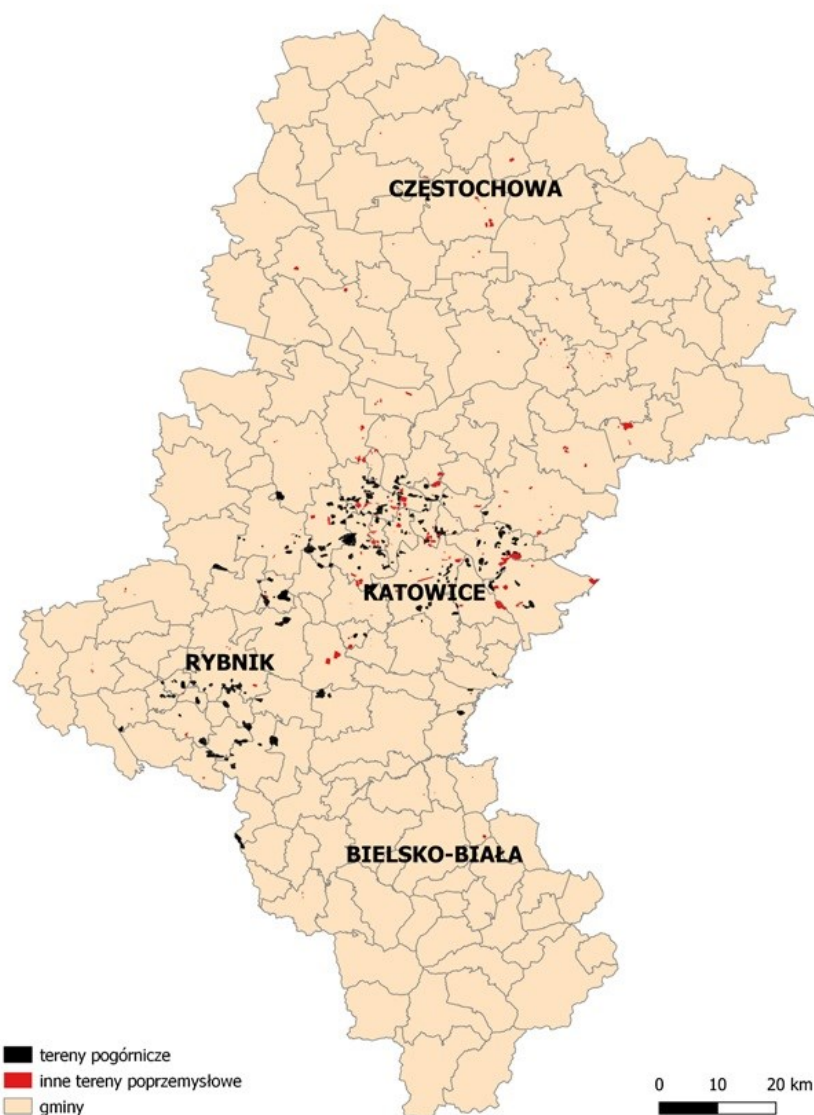 CZĘSTOCHOWA
KATOWICE
RYBNIK
BIELSKO-BIAŁA
tereny pogórnicze
inne tereny poprzemysłowe
gminy
0 10 20 km